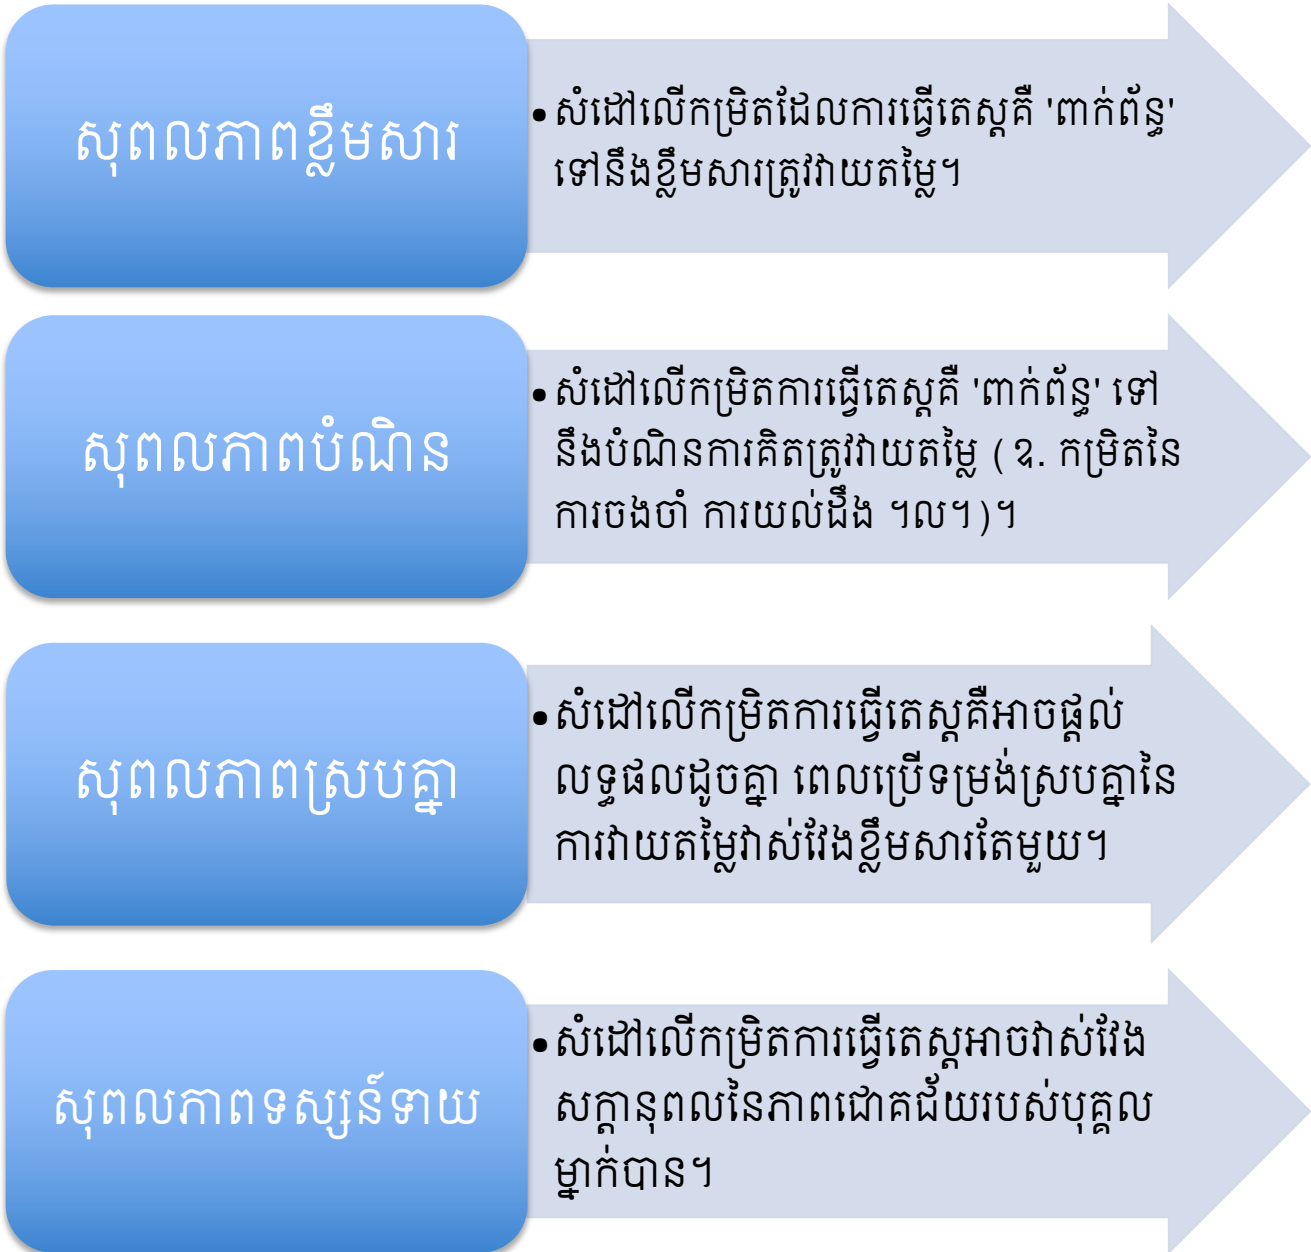 សុពលភាពខ្លឹមសារ
•សំដៅលើកម្រិតដែលការធ្វើតេស្តគឺ 'ពាក់ព័ន្ធ'
ទៅនឹងខ្លឹមសារត្រូវវាយតម្លៃ។
សុពលភាពបំណិន
•សំដៅលើកម្រិតការធ្វើតេស្តគឺ 'ពាក់ព័ន្ធ' ទៅ
នឹងបំណិនការគិតត្រូវវាយតម្លៃ (ឧ. កម្រិតនៃ
ការចងចាំ ការយល់ដឹង ។ល។)។
សុពលភាពស្របគ្នា
•សំដៅលើកម្រិតការធ្វើតេស្តគឺអាចផ្តល់
លទ្ធផលដូចគ្នា ពេលប្រើទម្រង់ស្របគ្នានៃ
ការវាយតម្លៃវាស់វែងខ្លឹមសារតែមួយ។
សុពលភាពទស្សន៍ទាយ
•សំដៅលើកម្រិតការធ្វើតេស្តអាចវាស់វែង
សក្តានុពលនៃភាពជោគជ័យរបស់បុគ្គល
ម្នាក់បាន។